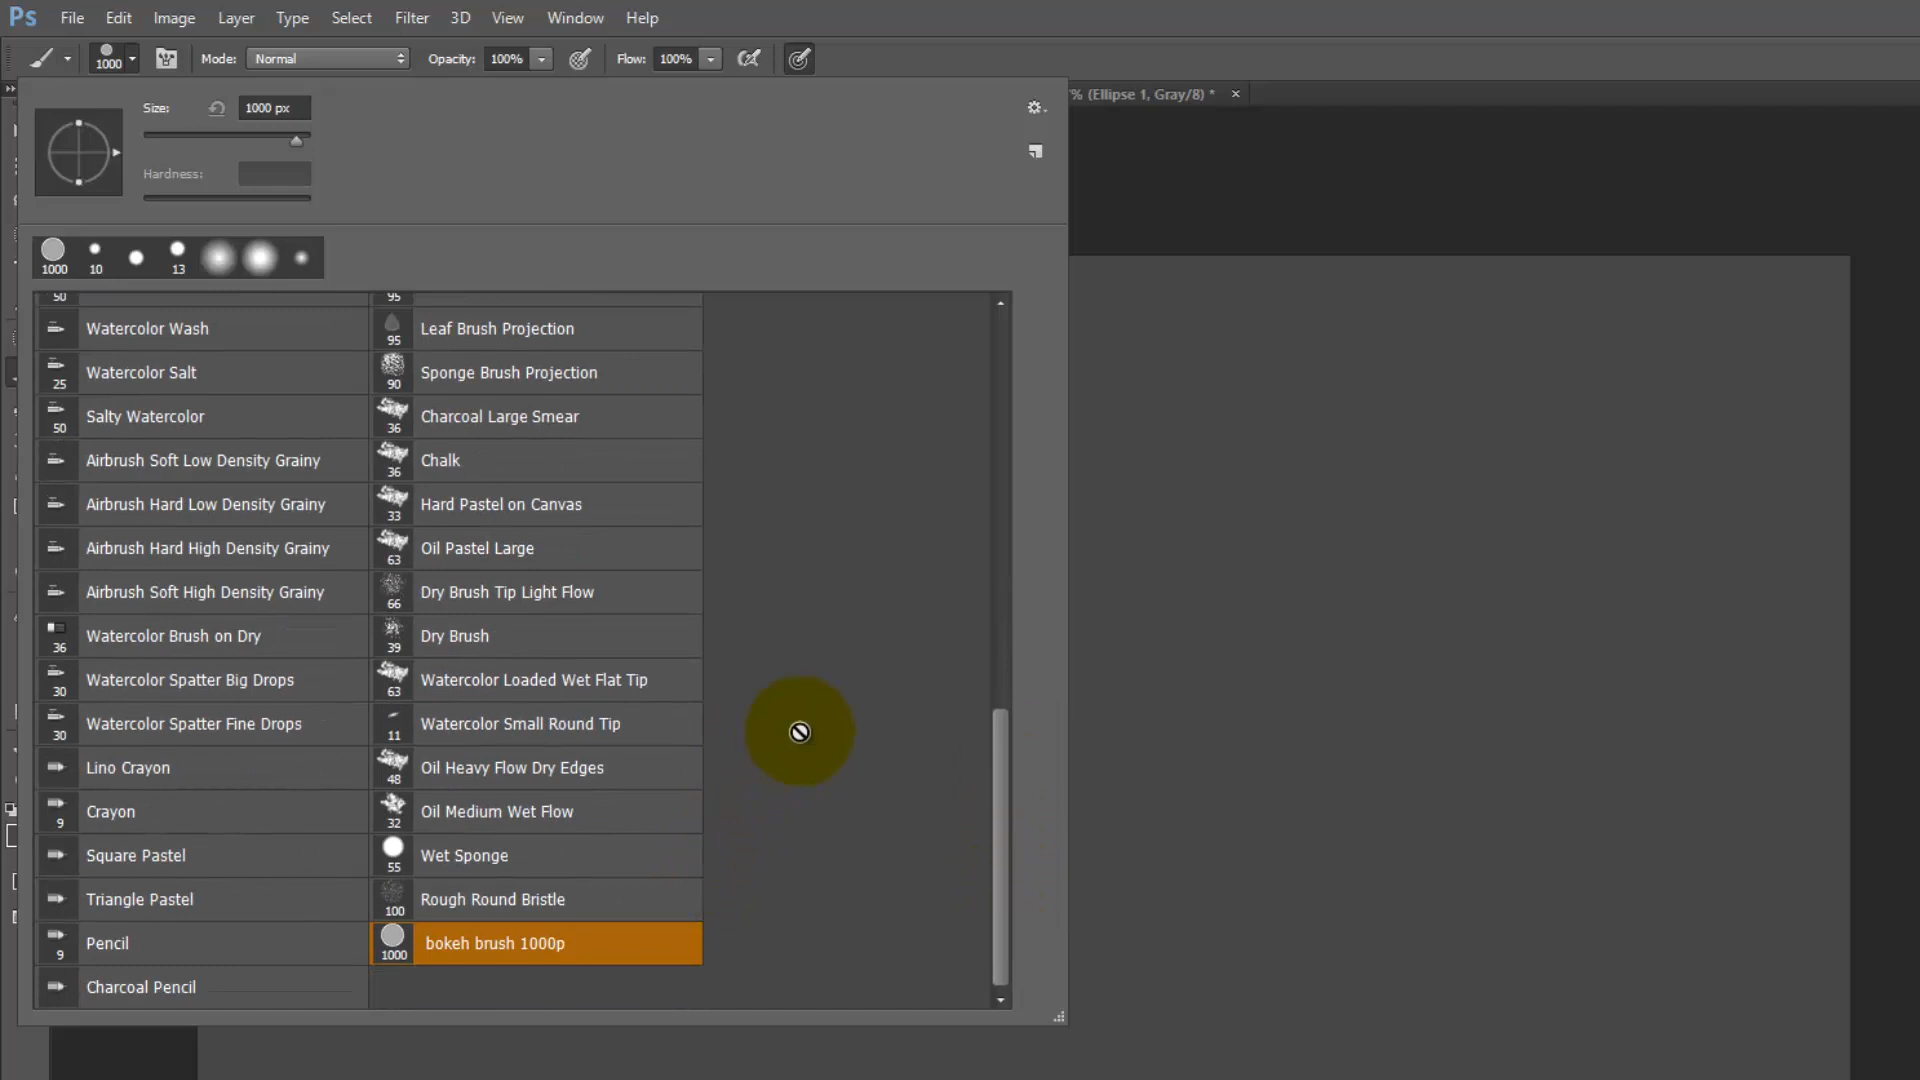 Ps File Edit Image Layer Type Select Filter 3D View Window Help
1000 Mode: Normal Opacity: 100% Flow: 100%
% (Ellipse 1, Gray/8) * ×
Size: 1000 px
Hardness:
1000 10 13
50 95
Watercolor Wash 95 Leaf Brush Projection
25 Watercolor Salt 90 Sponge Brush Projection
50 Salty Watercolor 36 Charcoal Large Smear
Airbrush Soft Low Density Grainy 36 Chalk
Airbrush Hard Low Density Grainy 33 Hard Pastel on Canvas
Airbrush Hard High Density Grainy 63 Oil Pastel Large
Airbrush Soft High Density Grainy 66 Dry Brush Tip Light Flow
36 Watercolor Brush on Dry 39 Dry Brush
30 Watercolor Spatter Big Drops 63 Watercolor Loaded Wet Flat Tip
30 Watercolor Spatter Fine Drops 11 Watercolor Small Round Tip
Lino Crayon 48 Oil Heavy Flow Dry Edges
9 Crayon 32 Oil Medium Wet Flow
Square Pastel 55 Wet Sponge
Triangle Pastel 100 Rough Round Bristle
9 Pencil 1000 bokeh brush 1000p
Charcoal Pencil